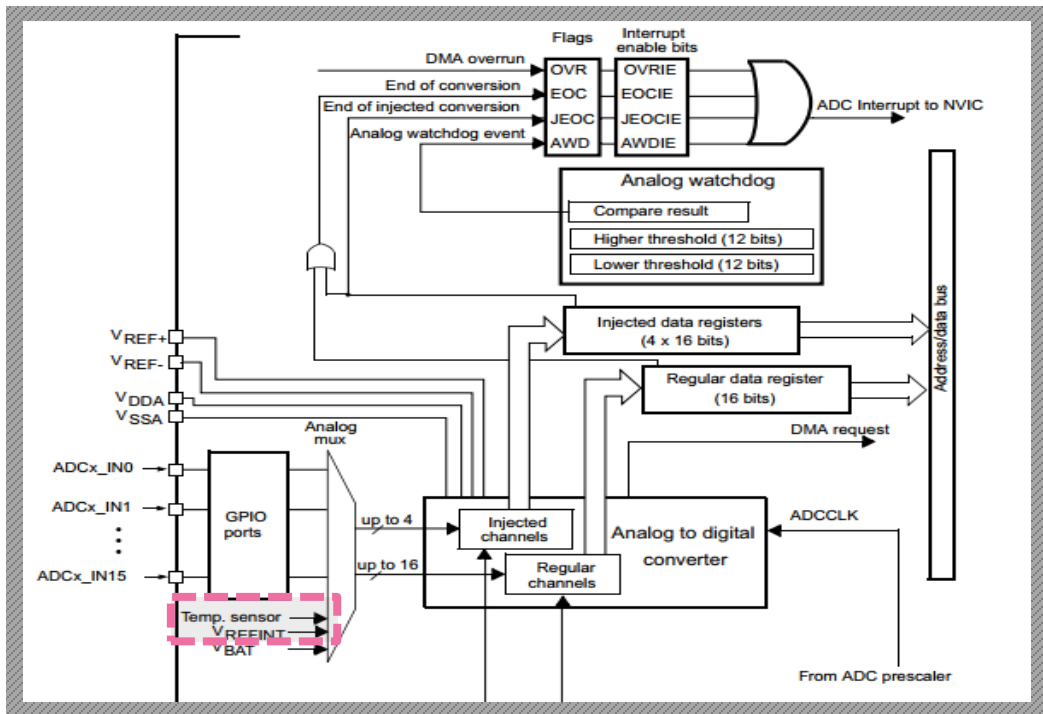 Flags
Interrupt
enable bits
DMA overrun
End of conversion
End of injected conversion
Analog watchdog event
OVR
EOC
JEOC
AWD
OVRIE
EOCIE
JEOCIE
AWDIE
ADC Interrupt to NVIC
Analog watchdog
Compare result
Higher threshold (12 bits)
Lower threshold (12 bits)
Address/data bus
Injected data registers
(4 x 16 bits)
Regular data register
(16 bits)
VREF+
VREF-
VDDA
VSSA
Analog
mux
DMA request
ADCx_IN0
ADCx_IN1
ADCx_IN15
GPIO
ports
up to 4
up to 16
Injected
channels
Regular
channels
Analog to digital
converter
ADCCLK
Temp. sensor
VREFINT
VBAT
From ADC prescaler